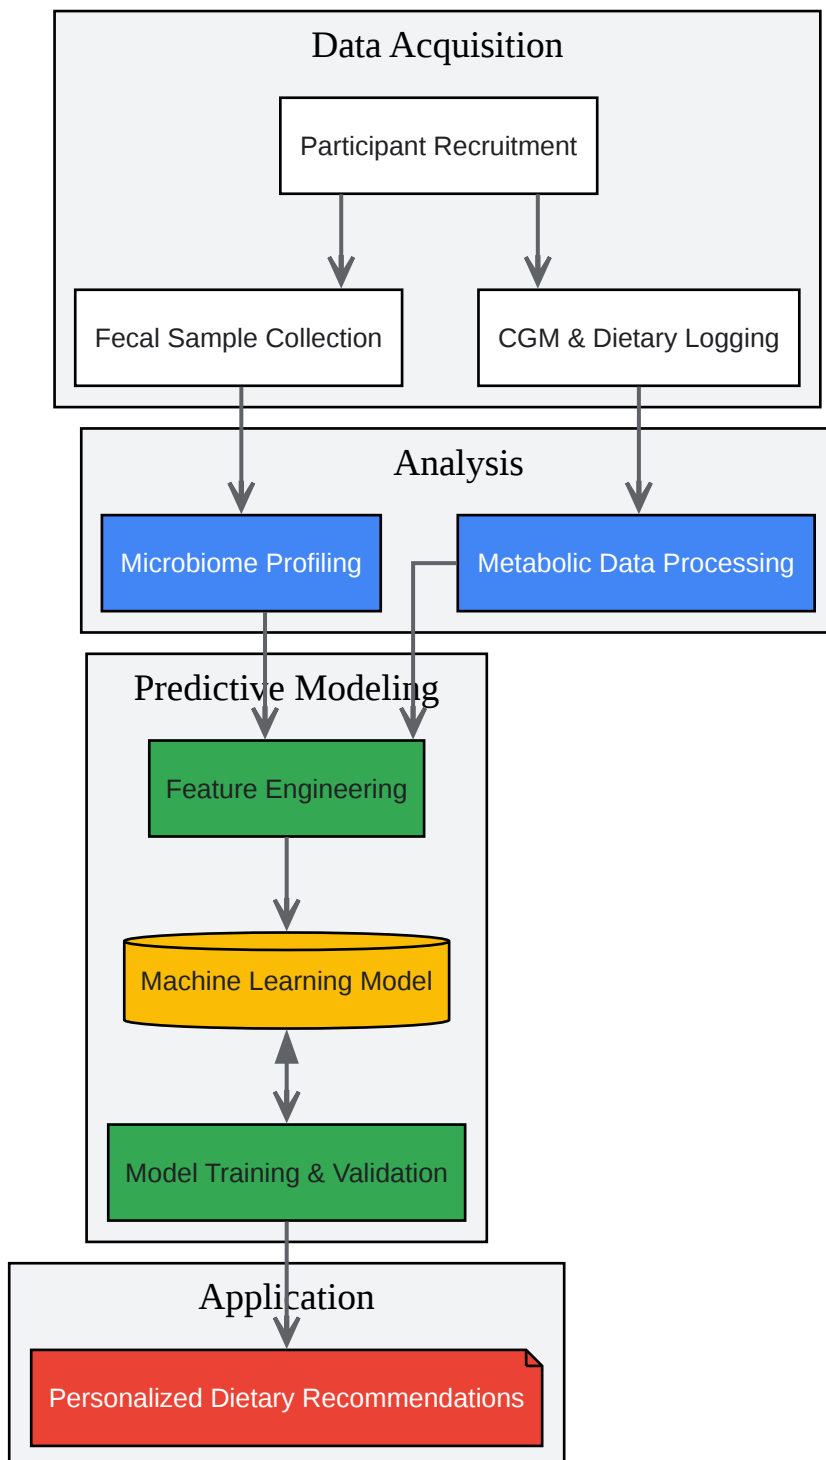 Data Acquisition
Participant Recruitment
Fecal Sample Collection
CGM & Dietary Logging
Analysis
Microbiome Profiling
Metabolic Data Processing
Predictive Modeling
Feature Engineering
Machine Learning Model
Model Training & Validation
Application
Personalized Dietary Recommendations